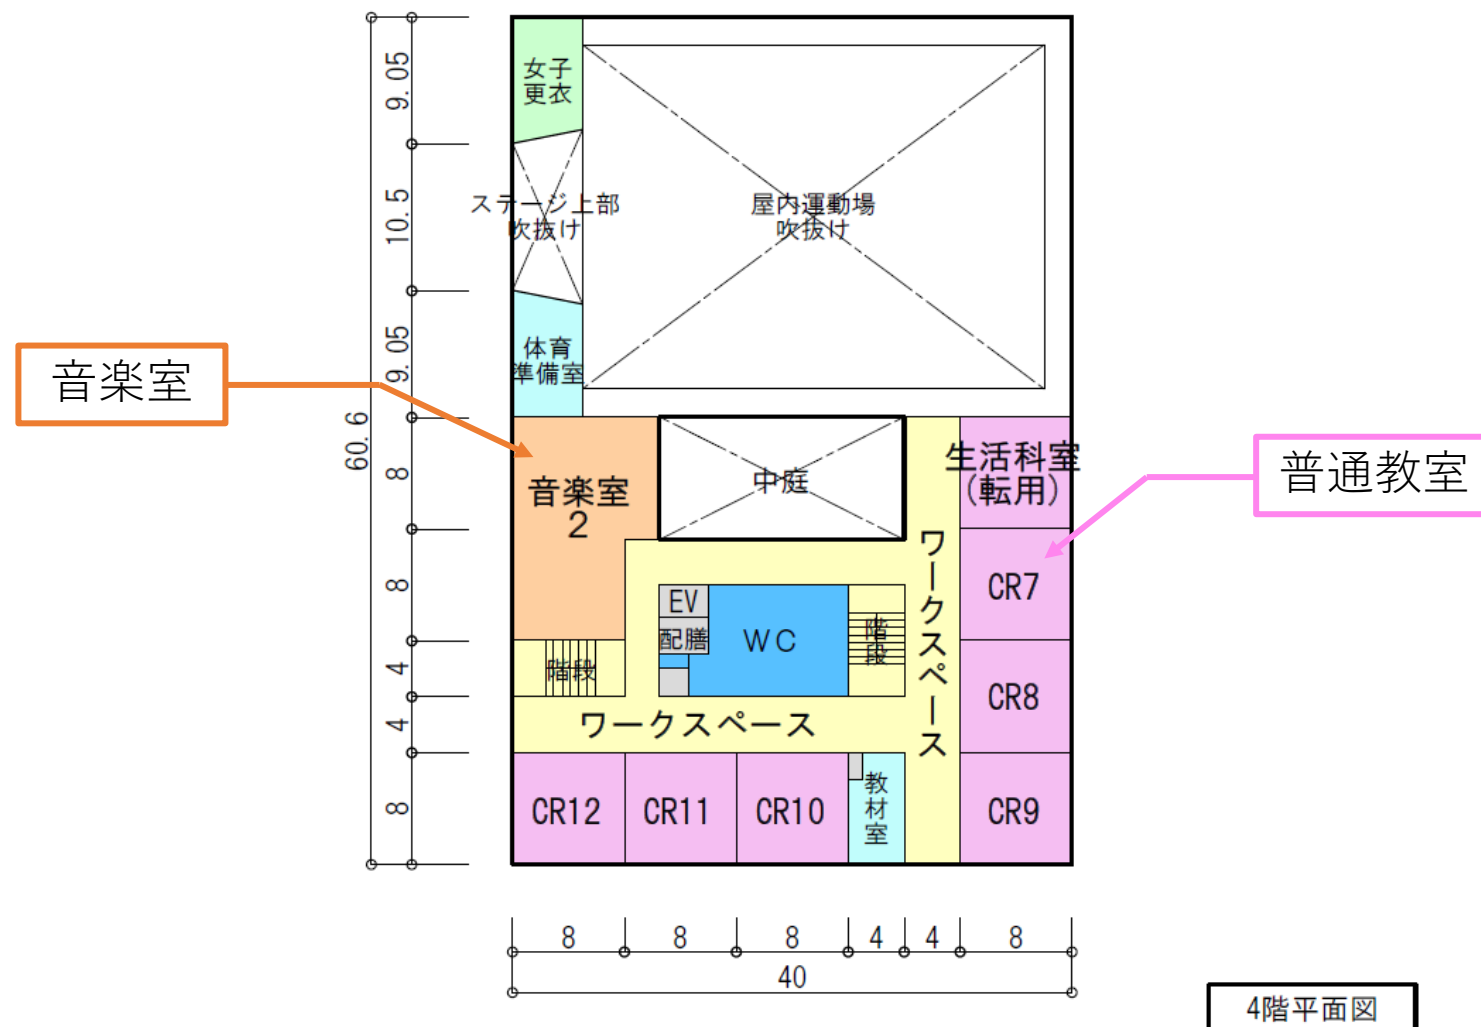 女子
更衣
ステージ上部
吹抜け
屋内運動場
吹抜け
体育
準備室
音楽室
音楽室
2
中庭
生活科室
(転用)
普通教室
ワークスペース
CR7
CR8
CR9
EV
配膳
WC
階段
階段
ワークスペース
CR12
CR11
CR10
教材室
9.05
10.5
9.05
8
8
4
4
8
60.6
8
8
8
4
4
8
40
4階平面図